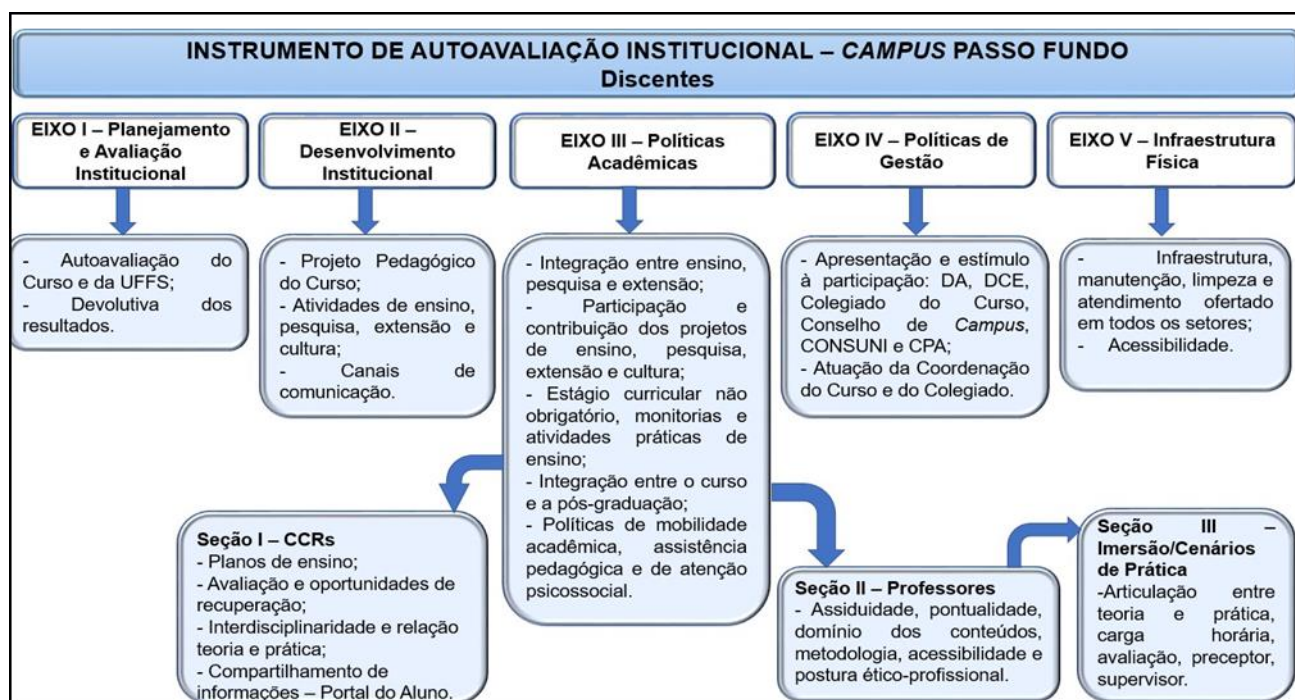 INSTRUMENTO DE AUTOAVALIAÇÃO INSTITUCIONAL – CAMPUS PASSO FUNDO
Discentes
EIXO I – Planejamento
e Avaliação
Institucional
EIXO II –
Desenvolvimento
Institucional
EIXO III – Políticas
Acadêmicas
EIXO IV – Políticas de
Gestão
EIXO V – Infraestrutura
Física
- Autoavaliação do
Curso e da UFFS;
- Devolutiva dos
resultados.
- Projeto Pedagógico
do Curso;
- Atividades de ensino,
pesquisa, extensão e
cultura;
- Canais de
comunicação.
- Integração entre ensino,
pesquisa e extensão;
- Participação e
contribuição dos projetos
de ensino, pesquisa,
extensão e cultura;
- Estágio curricular não
obrigatório, monitorias e
atividades práticas de
ensino;
- Integração entre o curso
e a pós-graduação;
- Políticas de mobilidade
acadêmica, assistência
pedagógica e de atenção
psicossocial.
- Apresentação e estímulo
à participação: DA, DCE,
Colegiado do Curso,
Conselho de Campus,
CONSUNI e CPA;
- Atuação da Coordenação
do Curso e do Colegiado.
- Infraestrutura,
manutenção, limpeza e
atendimento ofertado
em todos os setores;
- Acessibilidade.
Seção I – CCRs
- Planos de ensino;
- Avaliação e oportunidades de
recuperação;
- Interdisciplinaridade e relação
teoria e prática;
- Compartilhamento de
informações – Portal do Aluno.
Seção II – Professores
- Assiduidade, pontualidade,
domínio dos conteúdos,
metodologia, acessibilidade e
postura ético-profissional.
Seção III –
Imersão/Cenários
de Prática
-Articulação entre
teoria e prática,
carga horária,
avaliação, preceptor,
supervisor.